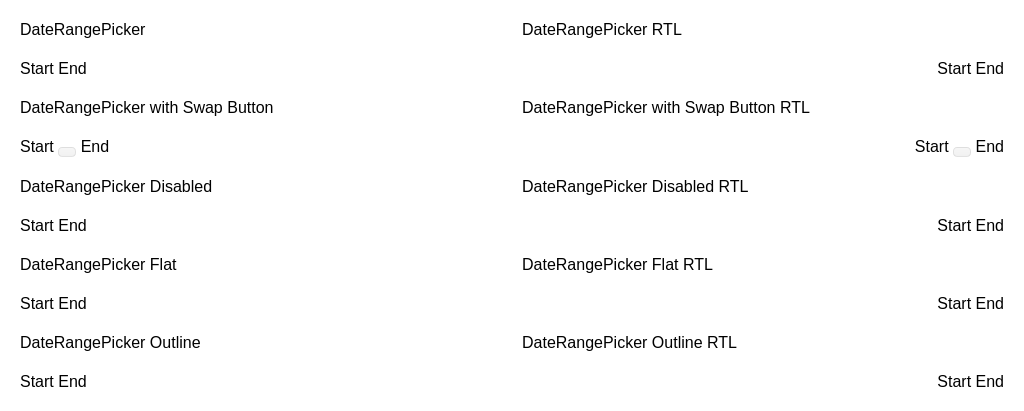 DateRangePicker
DateRangePicker RTL
Start End
Start End
DateRangePicker with Swap Button
DateRangePicker with Swap Button RTL
Start End
Start End
DateRangePicker Disabled
DateRangePicker Disabled RTL
Start End
Start End
DateRangePicker Flat
DateRangePicker Flat RTL
Start End
Start End
DateRangePicker Outline
DateRangePicker Outline RTL
Start End
Start End